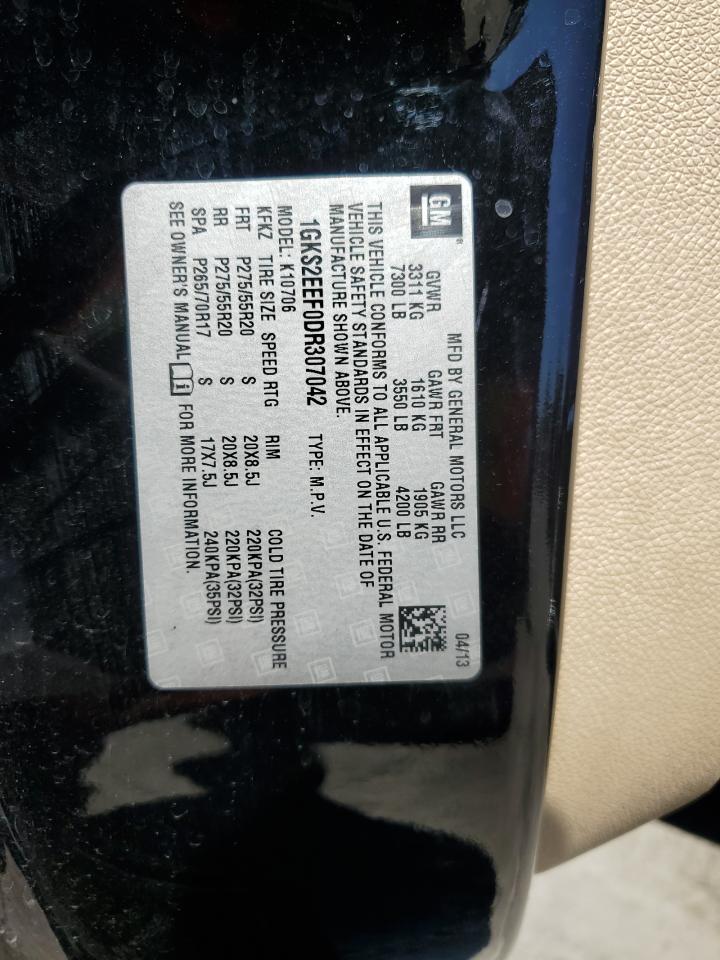 GM ®
MFD BY GENERAL MOTORS LLC 04/13
GVWR GAWR FRT GAWR RR
3311 KG 1610 KG 1905 KG
7300 LB 3550 LB 4200 LB
THIS VEHICLE CONFORMS TO ALL APPLICABLE U.S. FEDERAL MOTOR
VEHICLE SAFETY STANDARDS IN EFFECT ON THE DATE OF
MANUFACTURE SHOWN ABOVE.
1GKS2EEF0DR307042 TYPE: M.P.V.
MODEL: K10706
KFKZ TIRE SIZE SPEED RTG RIM COLD TIRE PRESSURE
FRT P275/55R20 S 20X8.5J 220KPA(32PSI)
RR P275/55R20 S 20X8.5J 220KPA(32PSI)
SPA P265/70R17 S 17X7.5J 240KPA(35PSI)
SEE OWNER'S MANUAL FOR MORE INFORMATION.